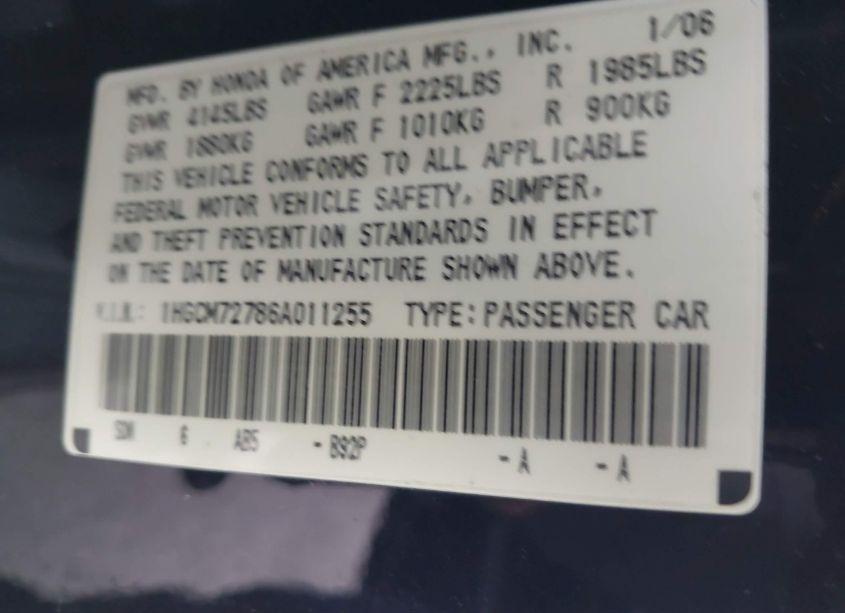 MFD. BY HONDA OF AMERICA MFG., INC. 1/06
GVWR 4145LBS GAWR F 2225LBS R 1985LBS
GVWR 1880KG GAWR F 1010KG R 900KG
THIS VEHICLE CONFORMS TO ALL APPLICABLE
FEDERAL MOTOR VEHICLE SAFETY, BUMPER,
AND THEFT PREVENTION STANDARDS IN EFFECT
ON THE DATE OF MANUFACTURE SHOWN ABOVE.
V.I.N.: 1HGCM72786A011255 TYPE: PASSENGER CAR
6 - B92P - A - A